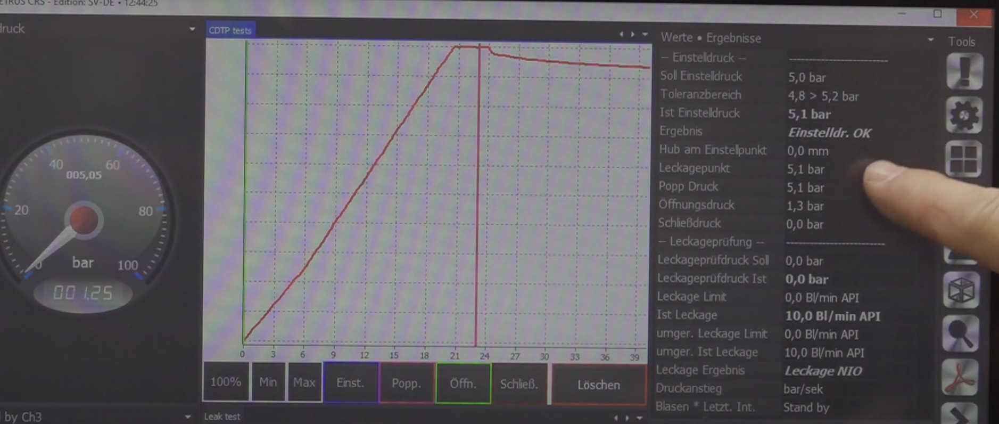 ETRUS CRS - Edition: SV-DE • 12:44:25
druck
40 60
005,05
20 80
0 bar 100
001.25
d by Ch3
CDTP tests
0 3 6 9 12 15 18 21 24 27 30 33 36 39
100% Min Max Einst. Popp. Öffn. Schließ. Löschen
Leak test
Werte • Ergebnisse
-- Einstelldruck -- ------------------------------
Soll Einstelldruck 5,0 bar
Toleranzbereich 4,8 > 5,2 bar
Ist Einstelldruck 5,1 bar
Ergebnis Einstelldr. OK
Hub am Einstellpunkt 0,0 mm
Leckagepunkt 5,1 bar
Popp Druck 5,1 bar
Öffnungsdruck 1,3 bar
Schließdruck 0,0 bar
-- Leckageprüfung -- ------------------------------
Leckageprüfdruck Soll 0,0 bar
Leckageprüfdruck Ist 0,0 bar
Leckage Limit 0,0 Bl/min API
Ist Leckage 10,0 Bl/min API
umger. Leckage Limit 0,0 Bl/min API
umger. Ist Leckage 10,0 Bl/min API
Leckage Ergebnis Leckage NIO
Druckanstieg bar/sek
Blasen * Letzt. Int. Stand by
Tools